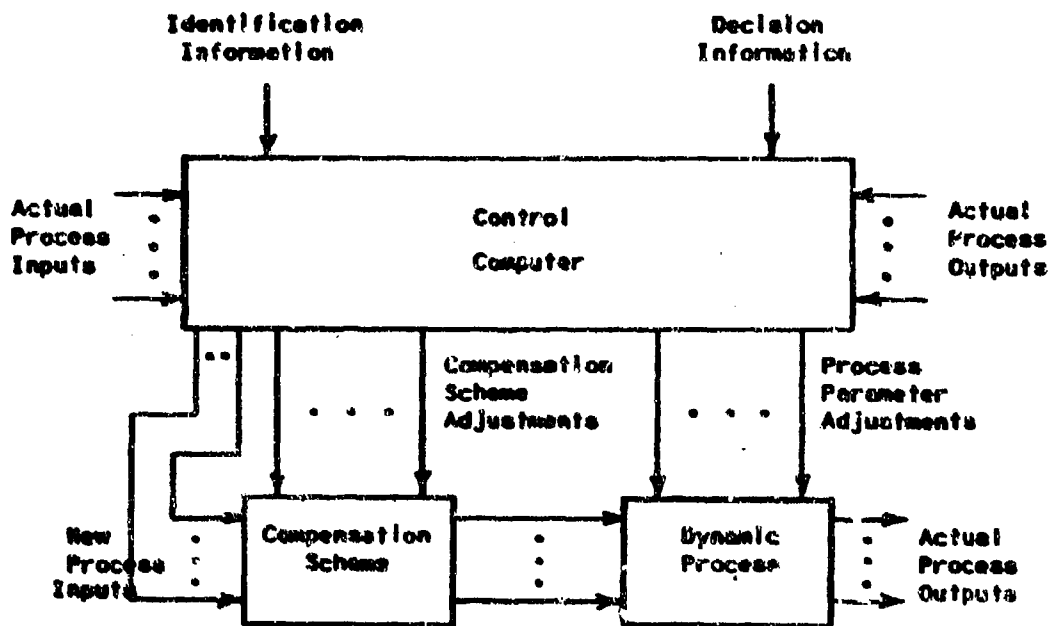 Identification
Information
Decision
Information
Actual
Process
Inputs
Control
Computer
Actual
Process
Outputs
Compensation
Scheme
Adjustments
Process
Parameter
Adjustments
New
Process
Inputs
Compensation
Scheme
Dynamic
Process
Actual
Process
Outputs